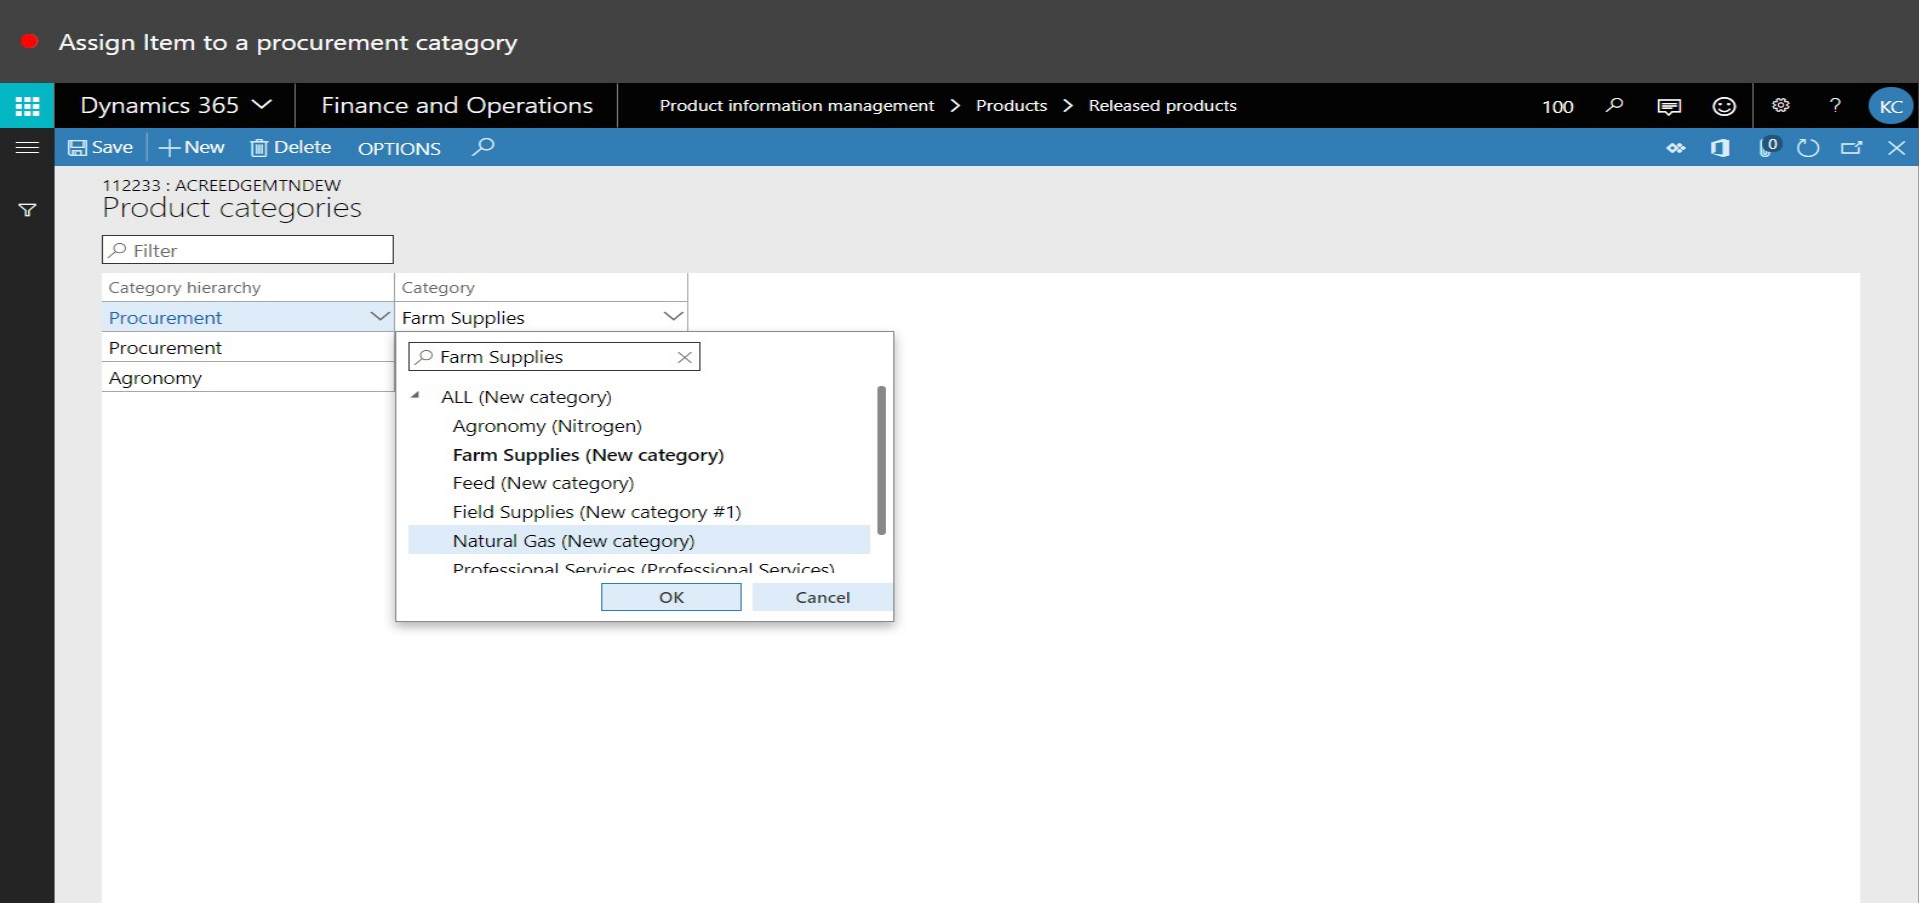 Assign Item to a procurement catagory
Dynamics 365 Finance and Operations Product information management > Products > Released products 100 ? KC
Save New Delete OPTIONS 0
112233 : ACREEDGEMTNDEW
Product categories
Filter
Category hierarchy Category
Procurement Farm Supplies
Procurement
Agronomy
Farm Supplies
ALL (New category)
Agronomy (Nitrogen)
Farm Supplies (New category)
Feed (New category)
Field Supplies (New category #1)
Natural Gas (New category)
Professional Services (Professional Services)
OK Cancel